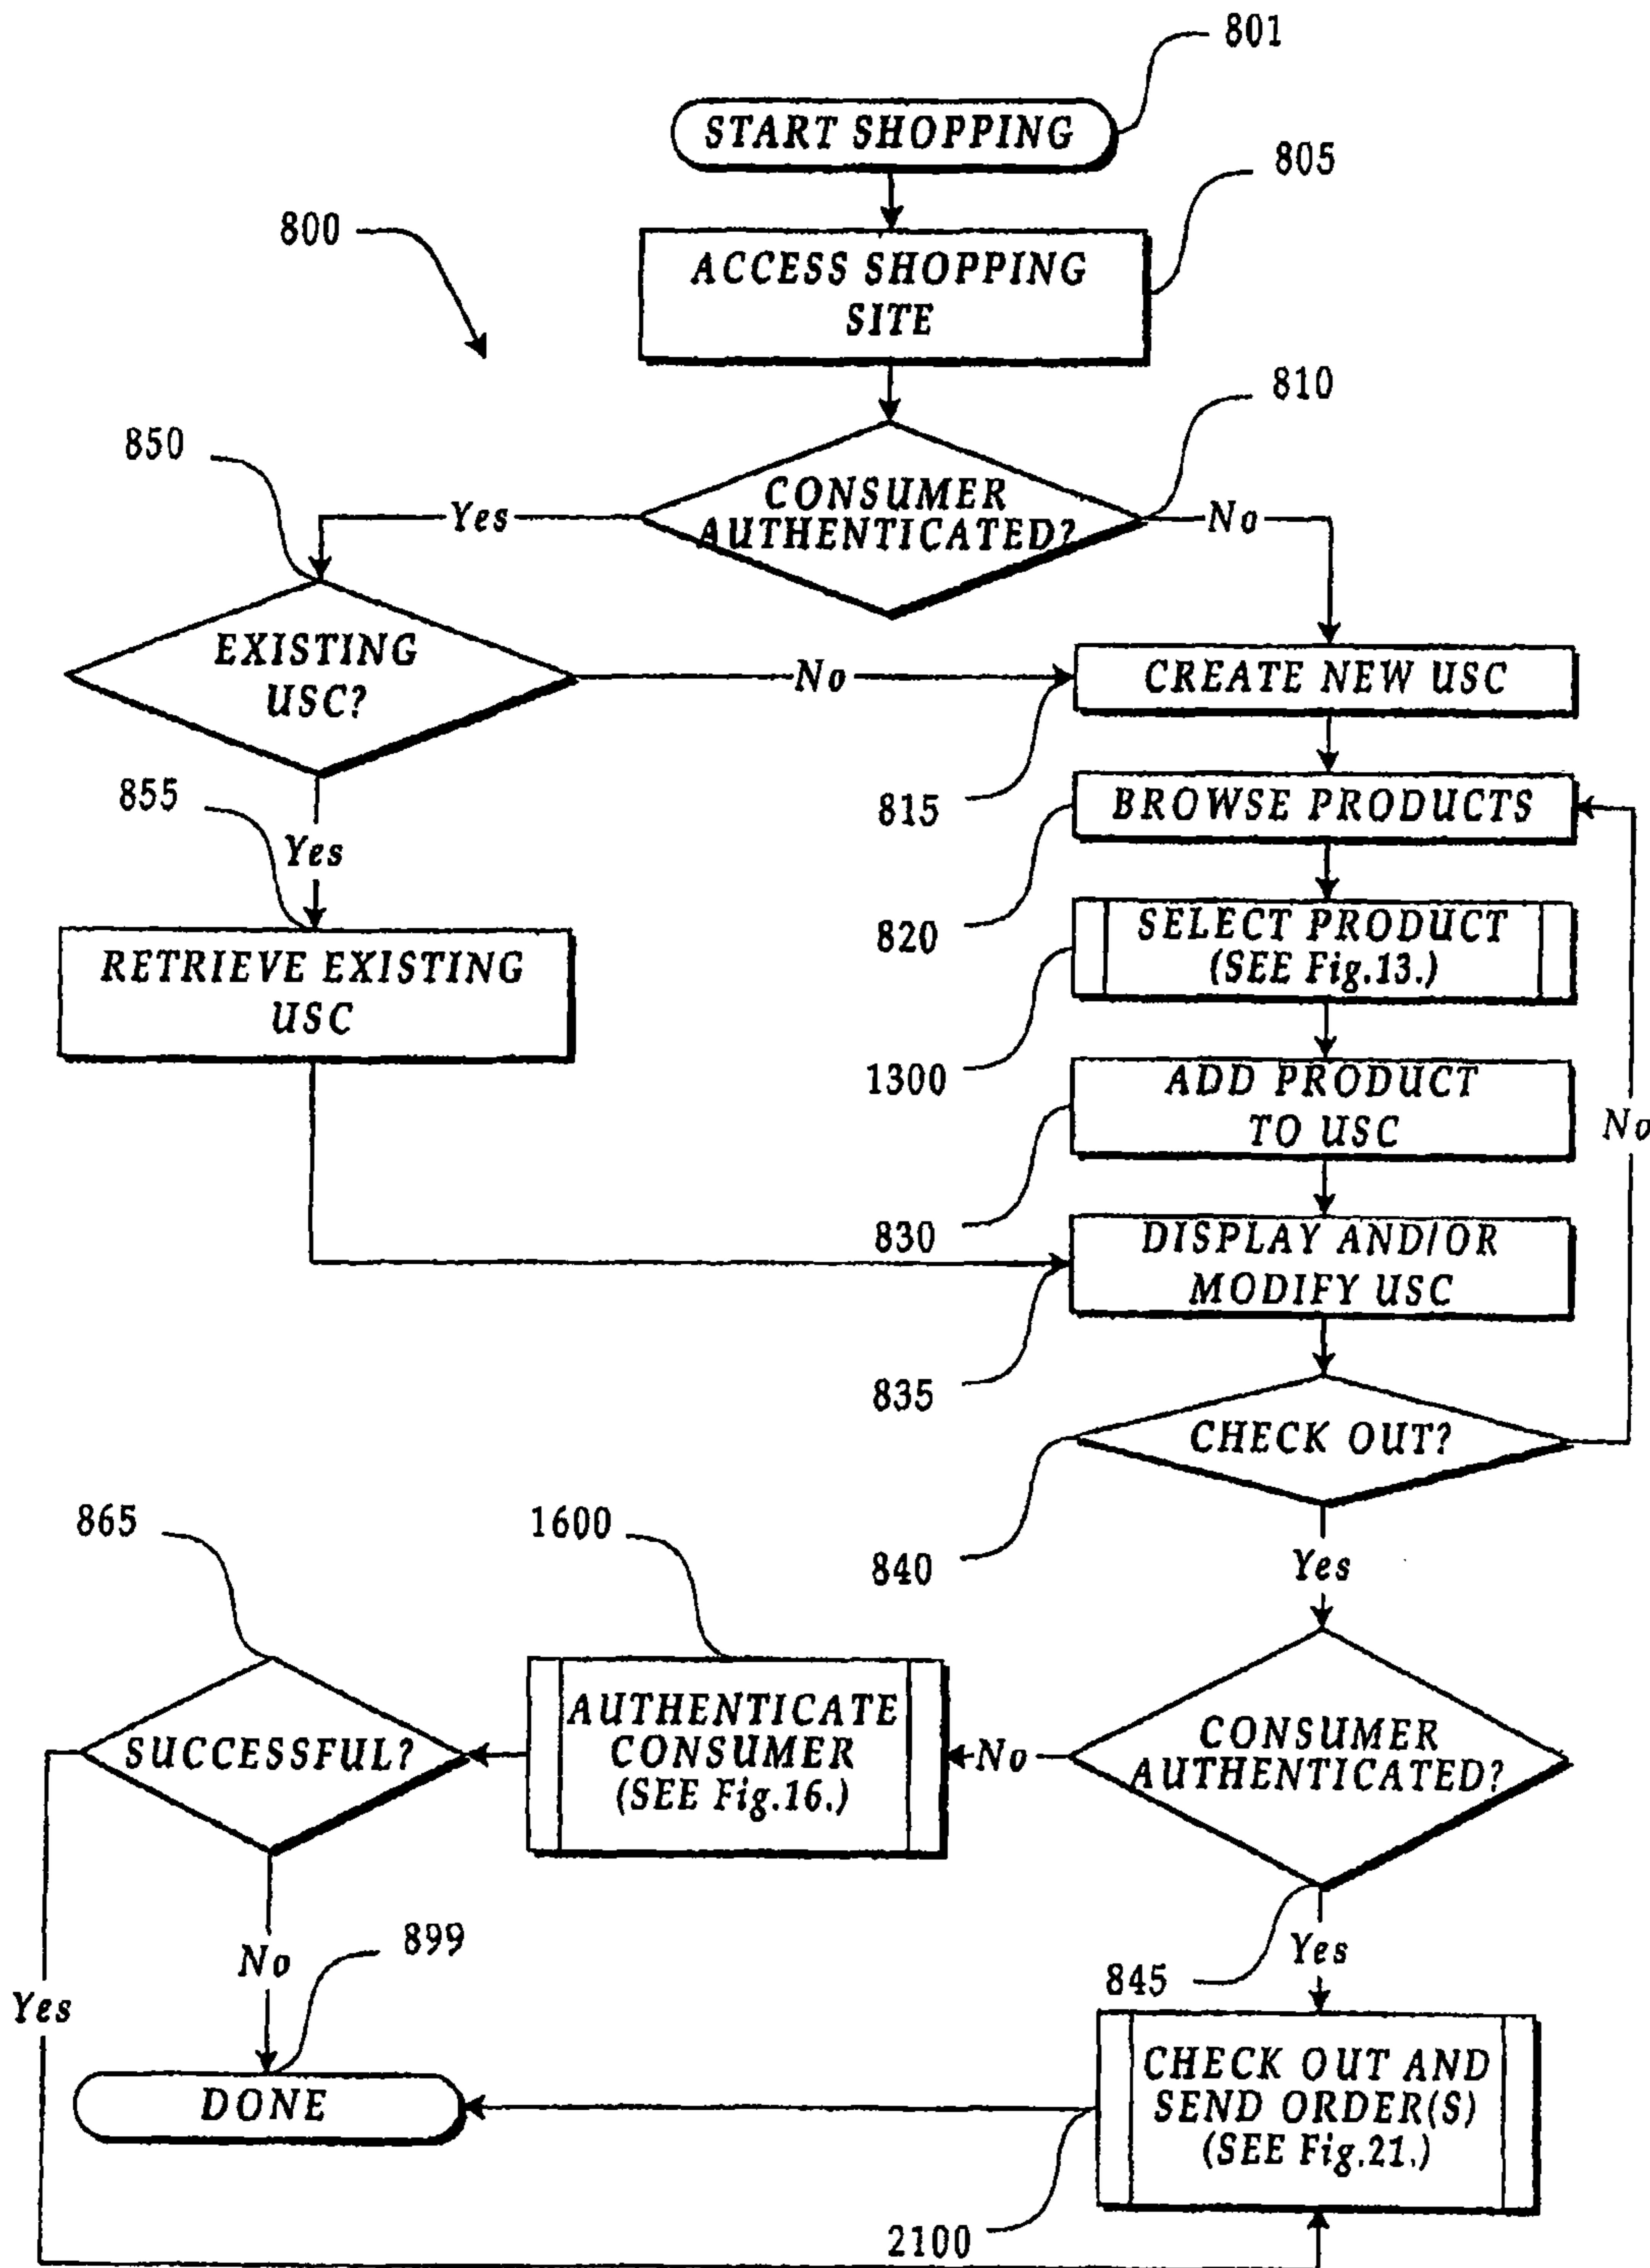 801
START SHOPPING
805
800
ACCESS SHOPPING
SITE
810
850
CONSUMER
AUTHENTICATED?
Yes
No
EXISTING
USC?
No
CREATE NEW USC
855
815
BROWSE PRODUCTS
Yes
820
SELECT PRODUCT
(SEE Fig.13.)
RETRIEVE EXISTING
USC
1300
ADD PRODUCT
TO USC
No
830
DISPLAY AND/OR
MODIFY USC
835
CHECK OUT?
865
1600
840
Yes
SUCCESSFUL?
AUTHENTICATE
CONSUMER
(SEE Fig.16.)
No
CONSUMER
AUTHENTICATED?
No
899
Yes
845
Yes
DONE
CHECK OUT AND
SEND ORDER(S)
(SEE Fig.21.)
2100